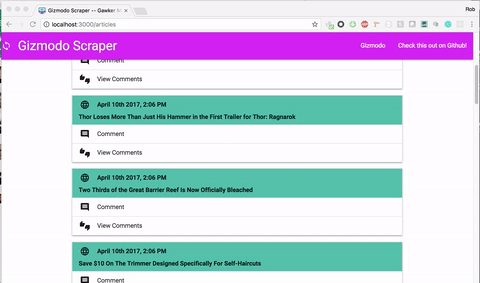 Rob
Gizmodo Scraper -- Gawker M
localhost:3000/articles
Gizmodo Scraper
Gizmodo
Check this out on Github!
Comment
View Comments
April 10th 2017, 2:06 PM
Thor Loses More Than Just His Hammer in the First Trailer for Thor: Ragnarok
Comment
View Comments
April 10th 2017, 2:06 PM
Two Thirds of the Great Barrier Reef Is Now Officially Bleached
Comment
View Comments
April 10th 2017, 2:06 PM
Save $10 On The Trimmer Designed Specifically For Self-Haircuts
Comment